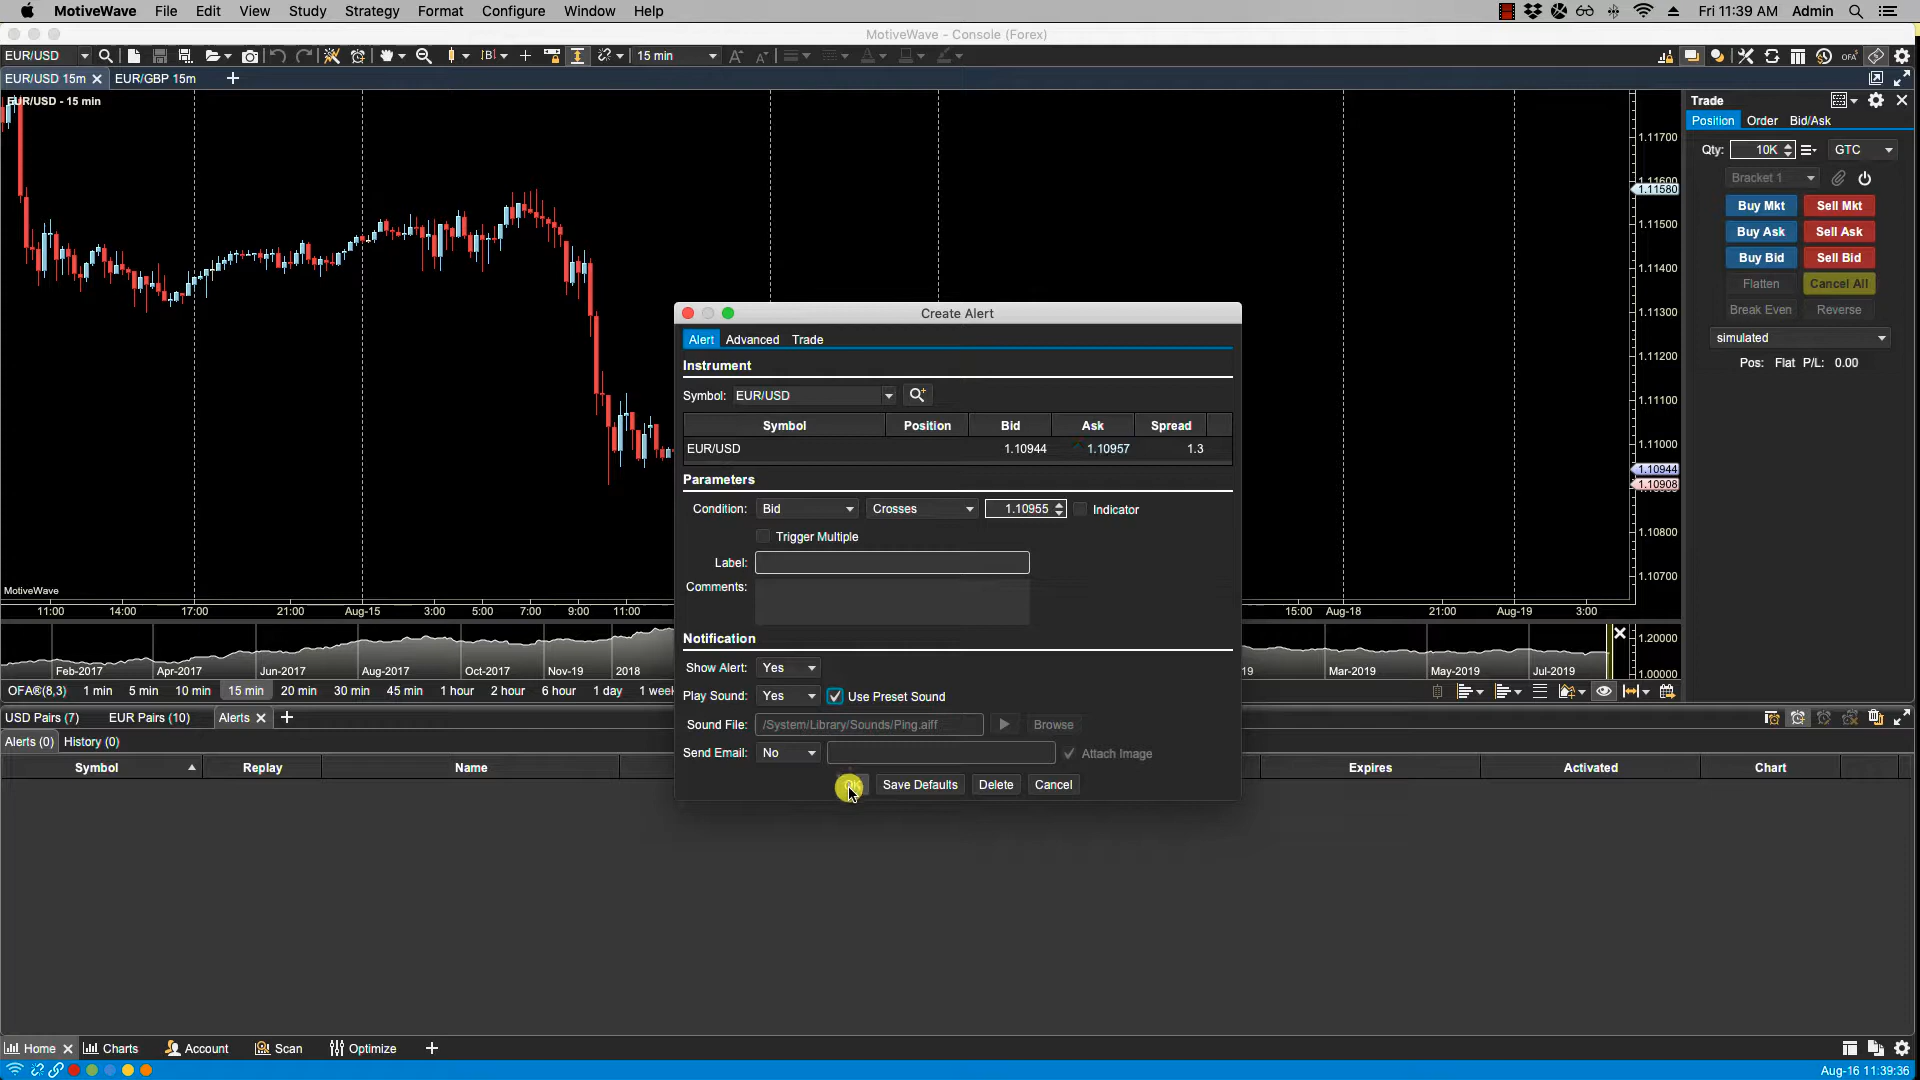 MotiveWave File Edit View Study Strategy Format Configure Window Help Fri 11:39 AM Admin
MotiveWave - Console (Forex)
EUR/USD 15 min
EUR/USD 15m EUR/GBP 15m
EUR/USD - 15 min
1.11700
1.11600
1.11580
1.11500
1.11400
1.11300
1.11200
1.11100
1.11000
1.10944
1.10908
1.10800
1.10700
MotiveWave
11:00 14:00 17:00 21:00 Aug-15 3:00 5:00 7:00 9:00 11:00 15:00 Aug-18 21:00 Aug-19 3:00
1.20000
Feb-2017 Apr-2017 Jun-2017 Aug-2017 Oct-2017 Nov-19 2018 Mar-2019 May-2019 Jul-2019 1.00000
OFA®(8,3) 1 min 5 min 10 min 15 min 20 min 30 min 45 min 1 hour 2 hour 6 hour 1 day 1 week
Trade
Position Order Bid/Ask
Qty: 10K GTC
Bracket 1
Buy Mkt Sell Mkt
Buy Ask Sell Ask
Buy Bid Sell Bid
Flatten Cancel All
Break Even Reverse
simulated
Pos: Flat P/L: 0.00
Create Alert
Alert Advanced Trade
Instrument
Symbol: EUR/USD
Symbol Position Bid Ask Spread
EUR/USD 1.10944 1.10957 1.3
Parameters
Condition: Bid Crosses 1.10955 Indicator
Trigger Multiple
Label:
Comments:
Notification
Show Alert: Yes
Play Sound: Yes Use Preset Sound
Sound File: /System/Library/Sounds/Ping.aiff Browse
Send Email: No Attach Image
OK Save Defaults Delete Cancel
USD Pairs (7) EUR Pairs (10) Alerts
Alerts (0) History (0)
Symbol Replay Name Expires Activated Chart
Home Charts Account Scan Optimize
Aug-16 11:39:36